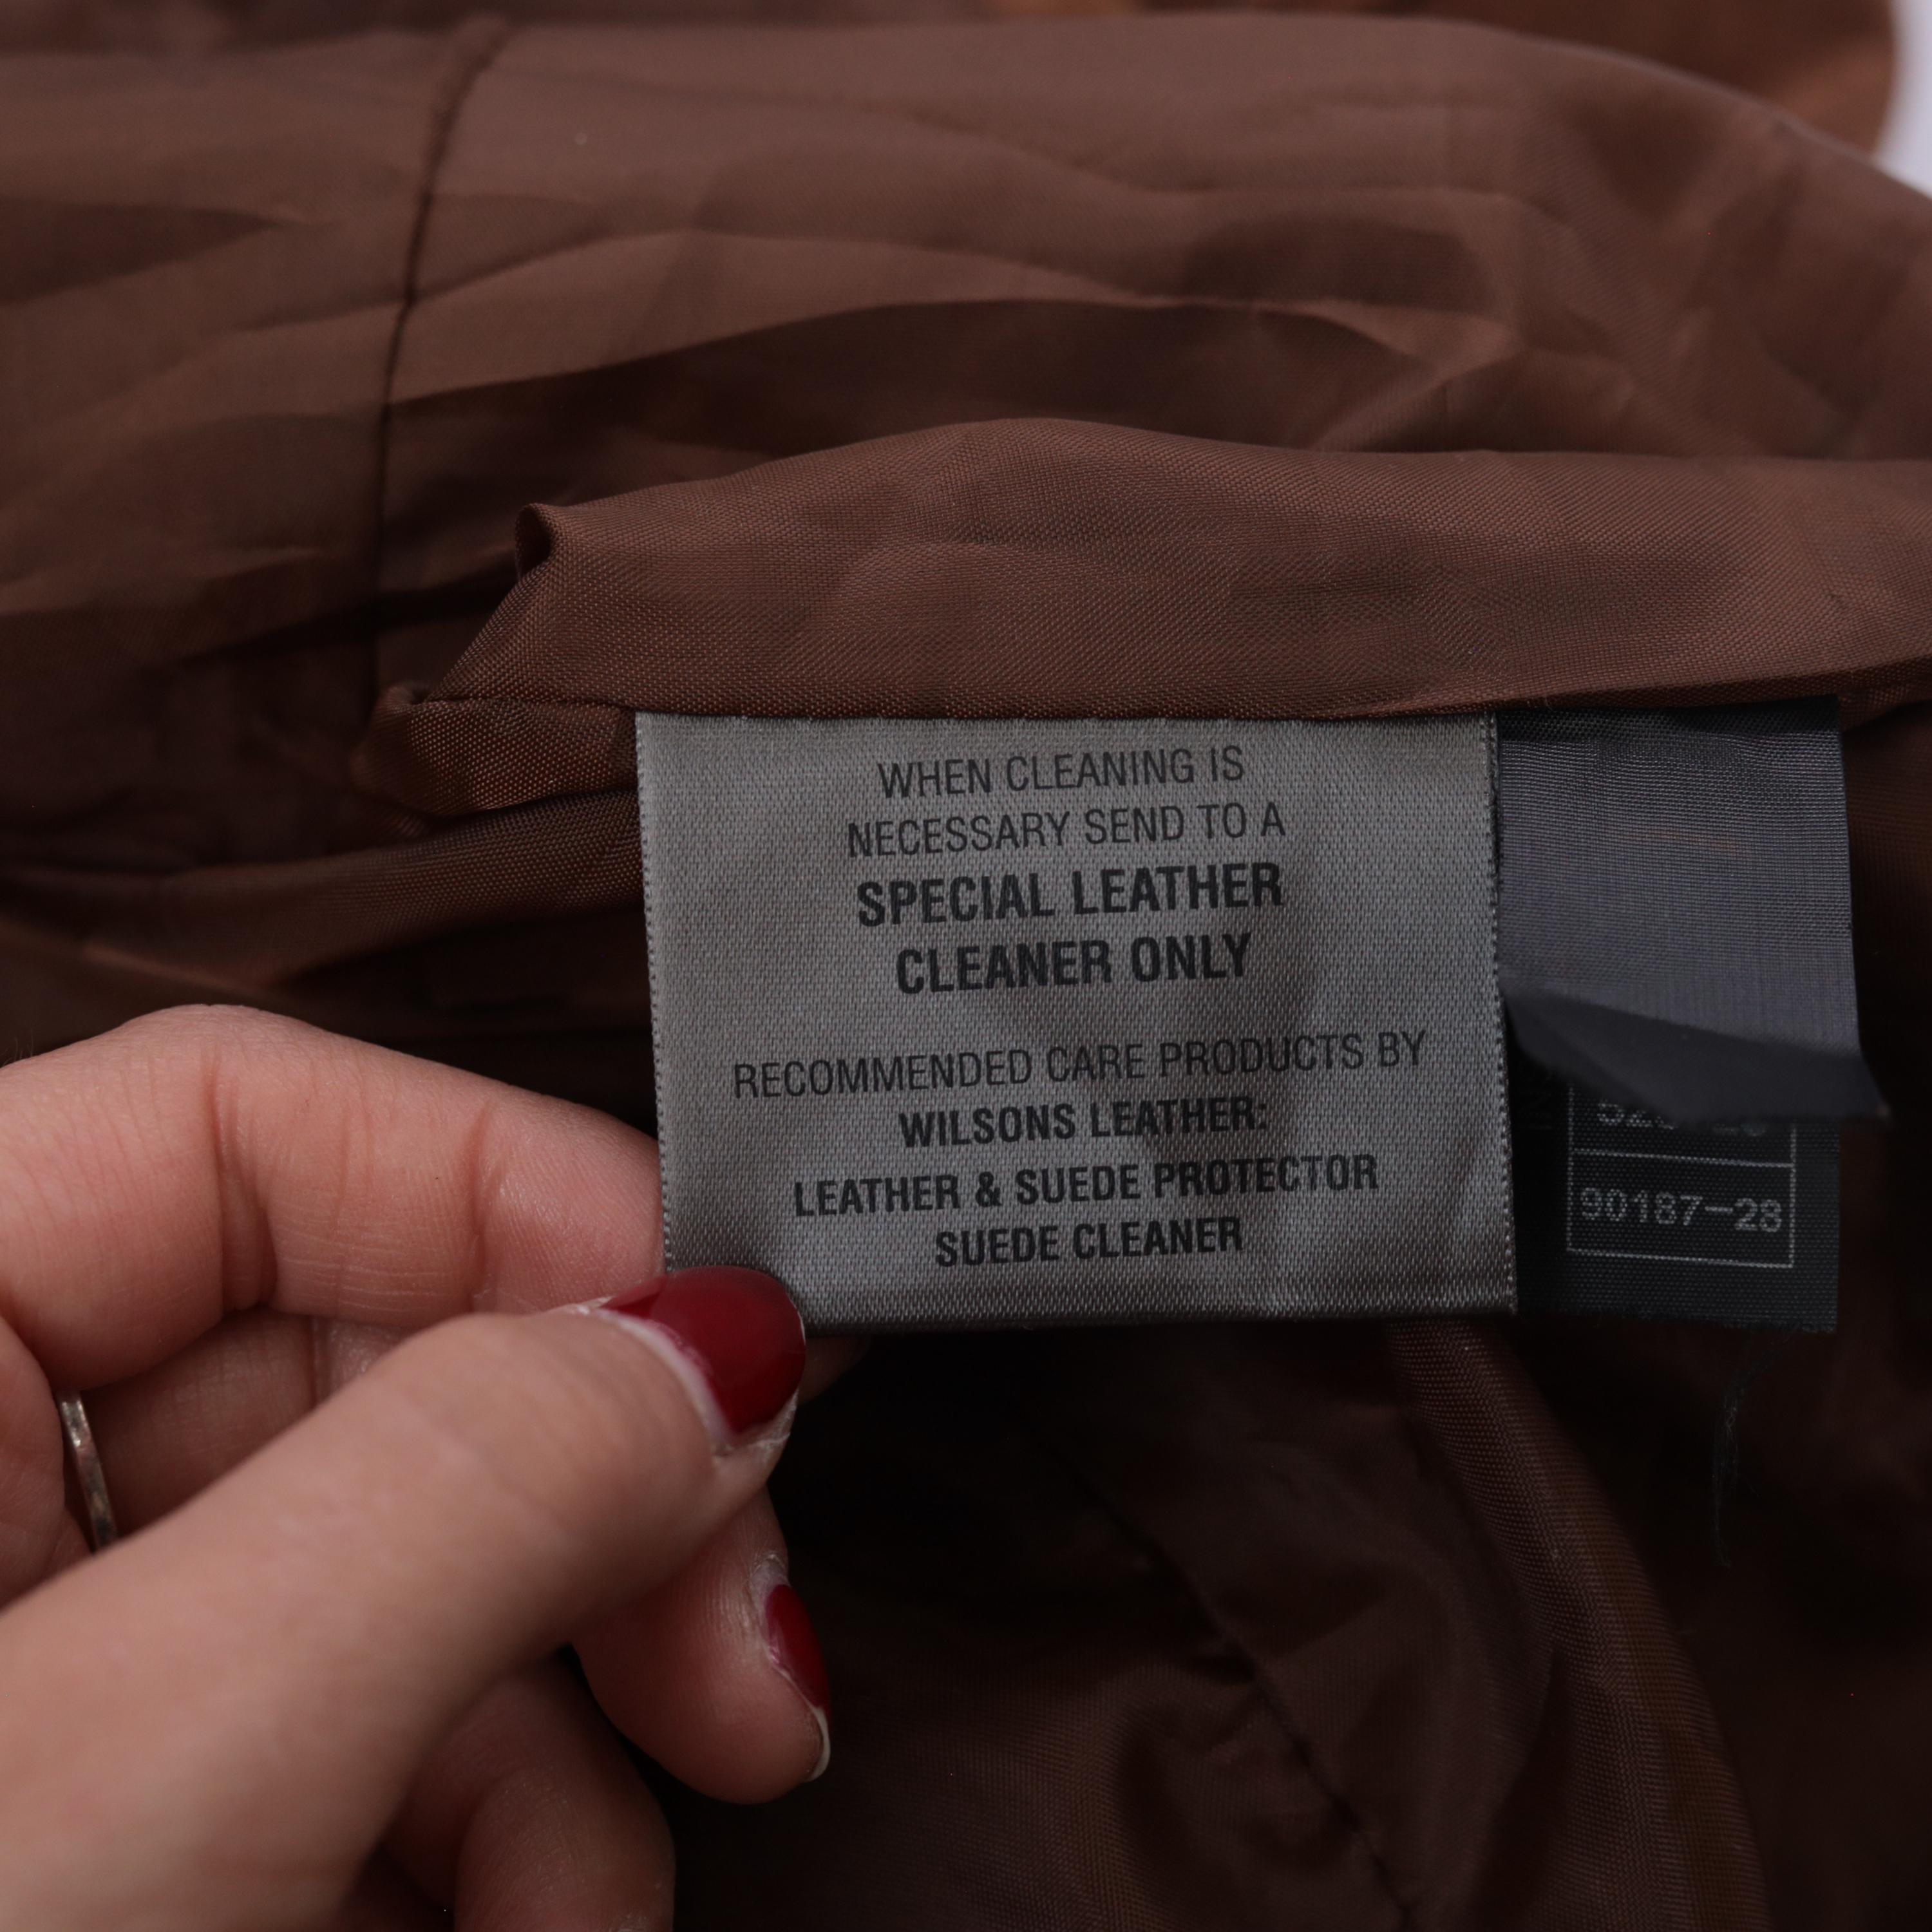 WHEN CLEANING IS
NECESSARY SEND TO A
SPECIAL LEATHER
CLEANER ONLY
RECOMMENDED CARE PRODUCTS BY
WILSONS LEATHER:
LEATHER & SUEDE PROTECTOR
SUEDE CLEANER
90187-28